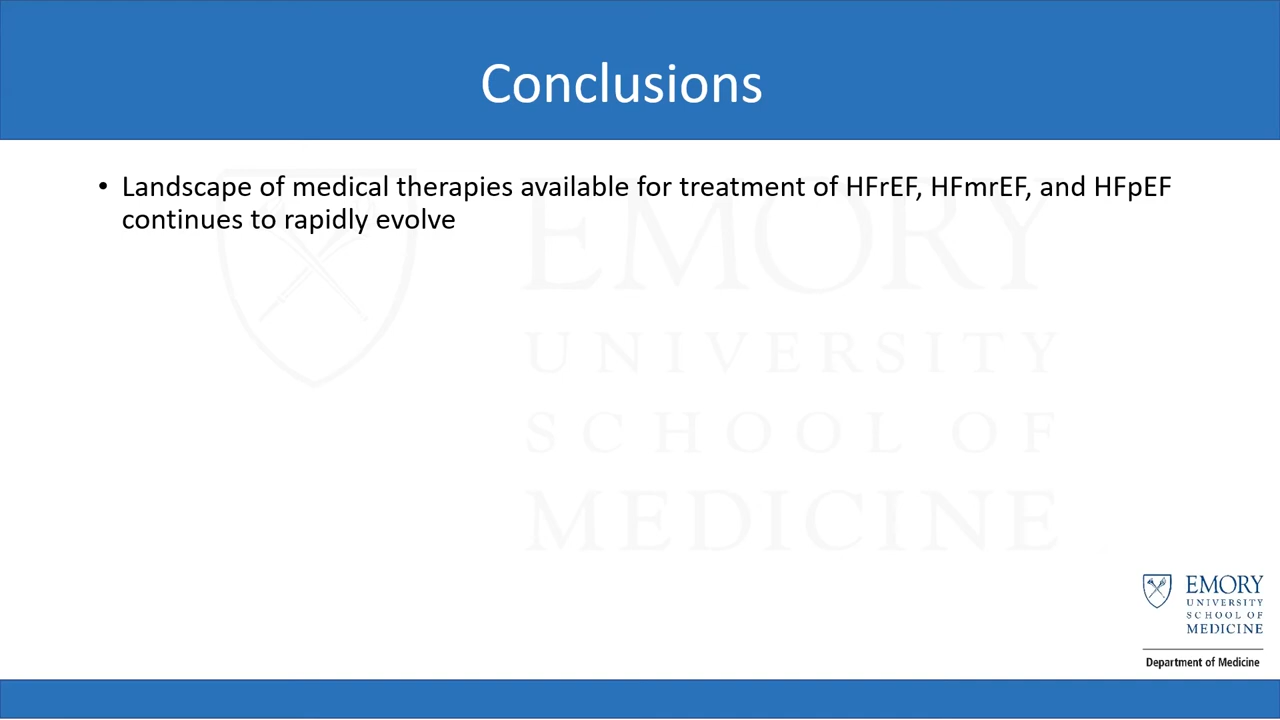 Conclusions
• Landscape of medical therapies available for treatment of HFrEF, HFmrEF, and HFpEF
continues to rapidly evolve
EMORY
UNIVERSITY
SCHOOL OF
MEDICINE
EMORY
UNIVERSITY
SCHOOL OF
MEDICINE
Department of Medicine